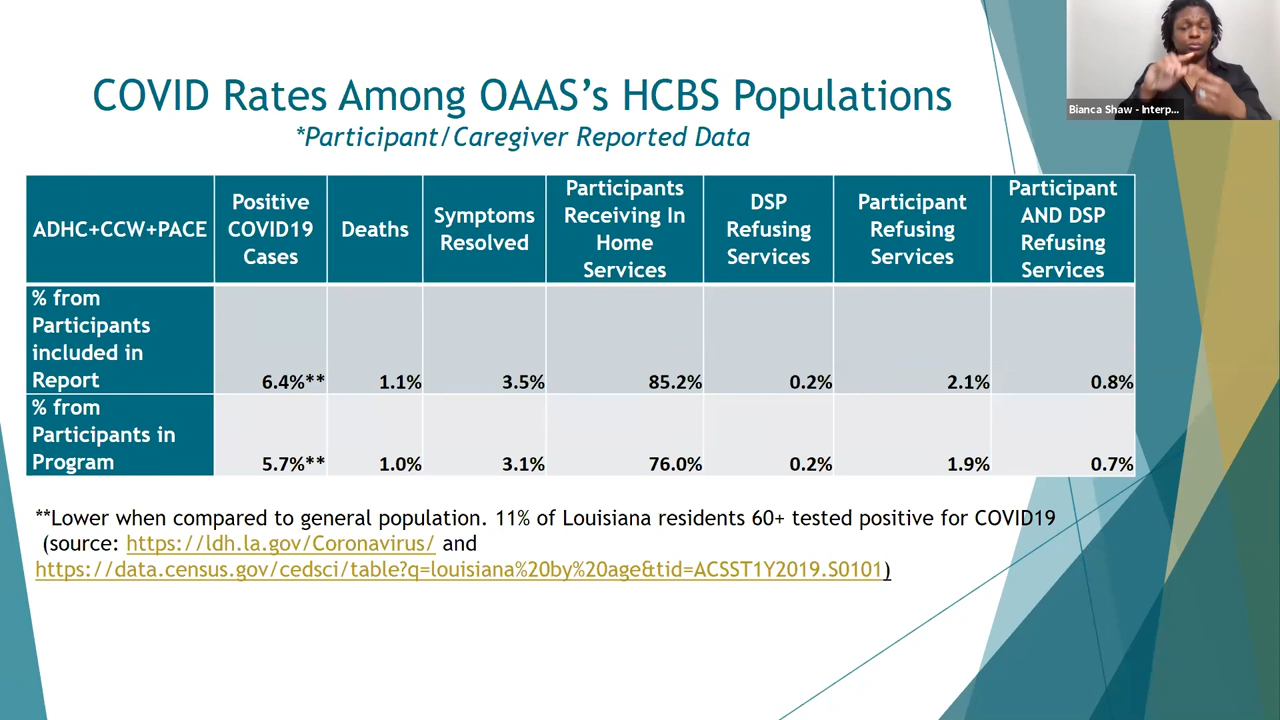 COVID Rates Among OAAS's HCBS Populations
*Participant/Caregiver Reported Data
Bianca Shaw - Interp...
ADHC+CCW+PACE
Positive
COVID19
Cases
Deaths
Symptoms
Resolved
Participants
Receiving In
Home
Services
DSP
Refusing
Services
Participant
Refusing
Services
Participant
AND DSP
Refusing
Services
% from
Participants
included in
Report
6.4%**
1.1%
3.5%
85.2%
0.2%
2.1%
0.8%
% from
Participants in
Program
5.7%**
1.0%
3.1%
76.0%
0.2%
1.9%
0.7%
**Lower when compared to general population. 11% of Louisiana residents 60+ tested positive for COVID19
(source: https://ldh.la.gov/Coronavirus/ and
https://data.census.gov/cedsci/table?q=louisiana%20by%20age&tid=ACSST1Y2019.S0101)